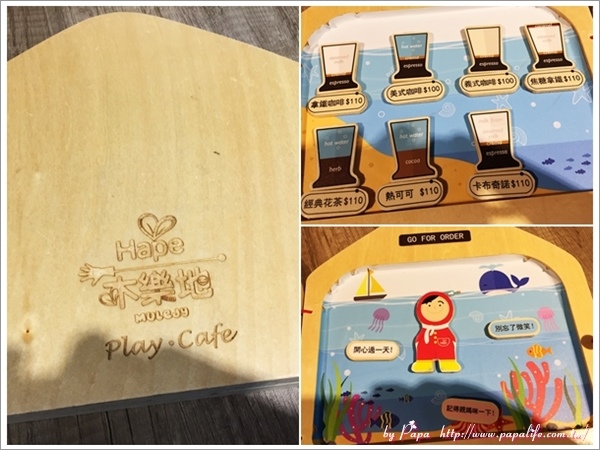 Hape
木樂地
MULEDY
Play·Cafe
hot water
espresso
espresso
espresso
espresso
拿鐵咖啡 $110
美式咖啡 $100
義式咖啡 $100
焦糖拿鐵 $110
hot water
hot water
herb
cocoa
espresso
經典花茶 $110
熱可可 $110
卡布奇諾 $110
GO FOR ORDER
別忘了微笑!
開心過一天!
記得親媽咪一下!
by Papa http://www.papalife.com.tw/